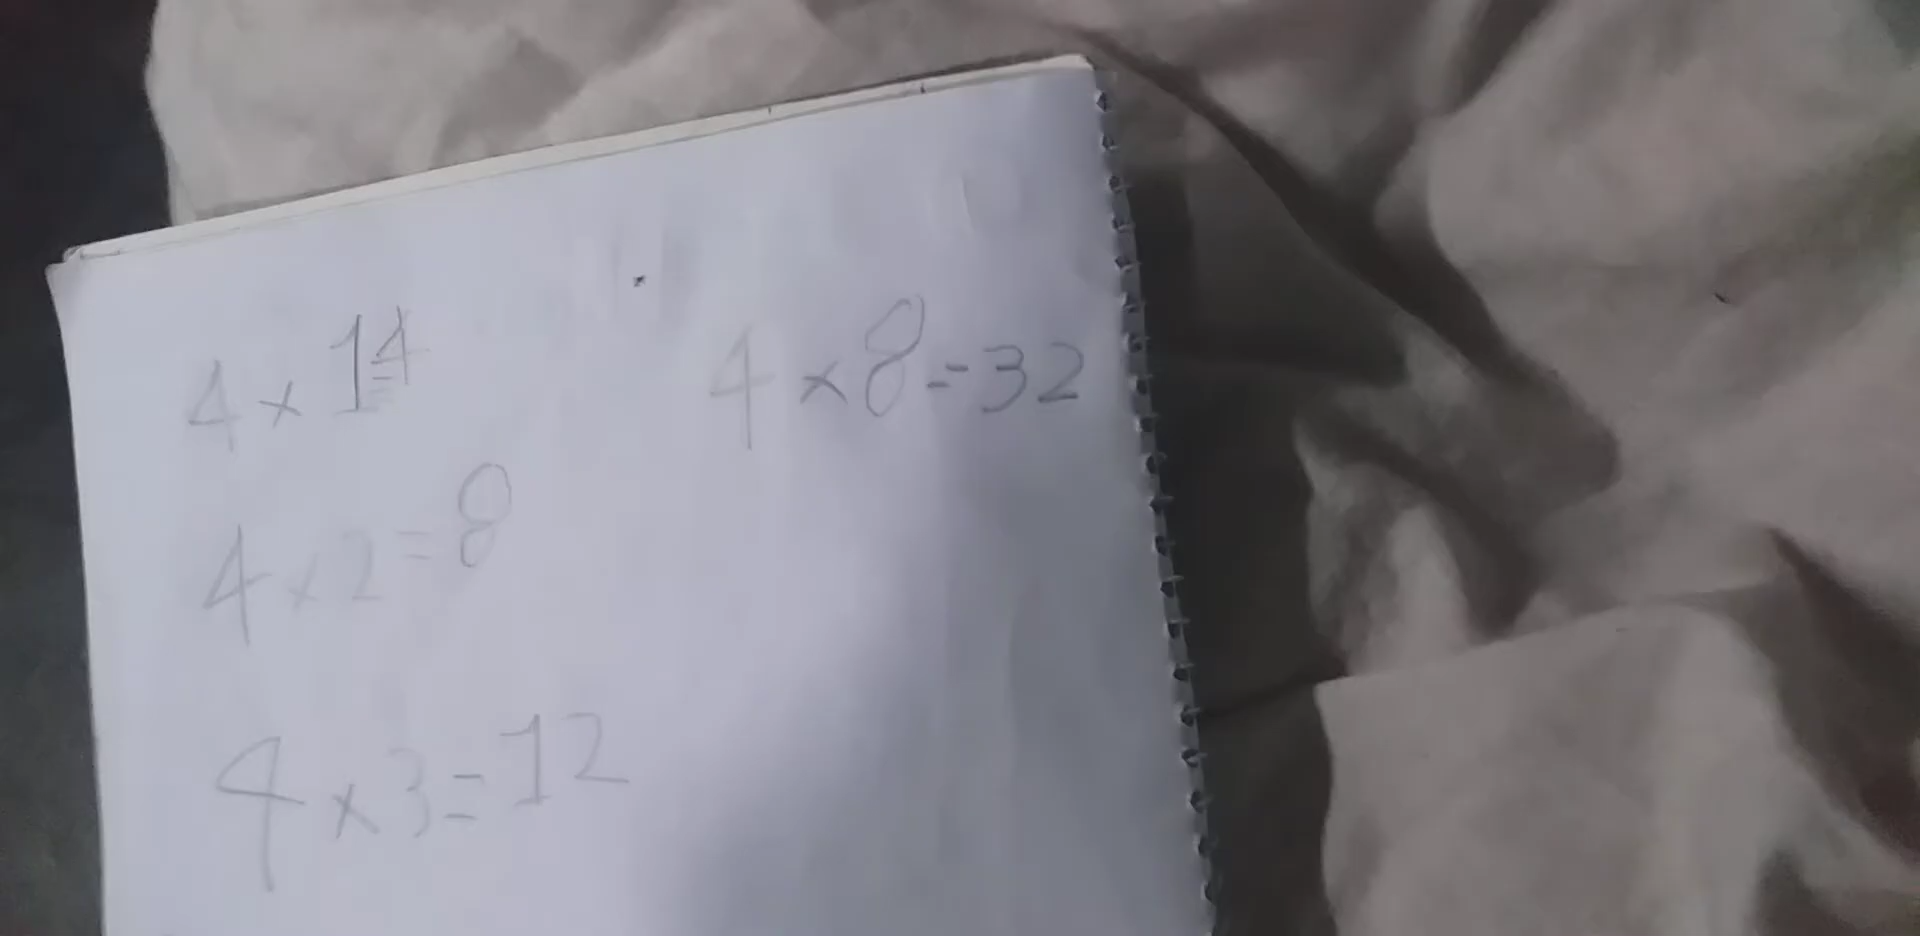 4 × 1 = 4
4 × 2 = 8
4 × 3 = 12
4 × 8 = 32